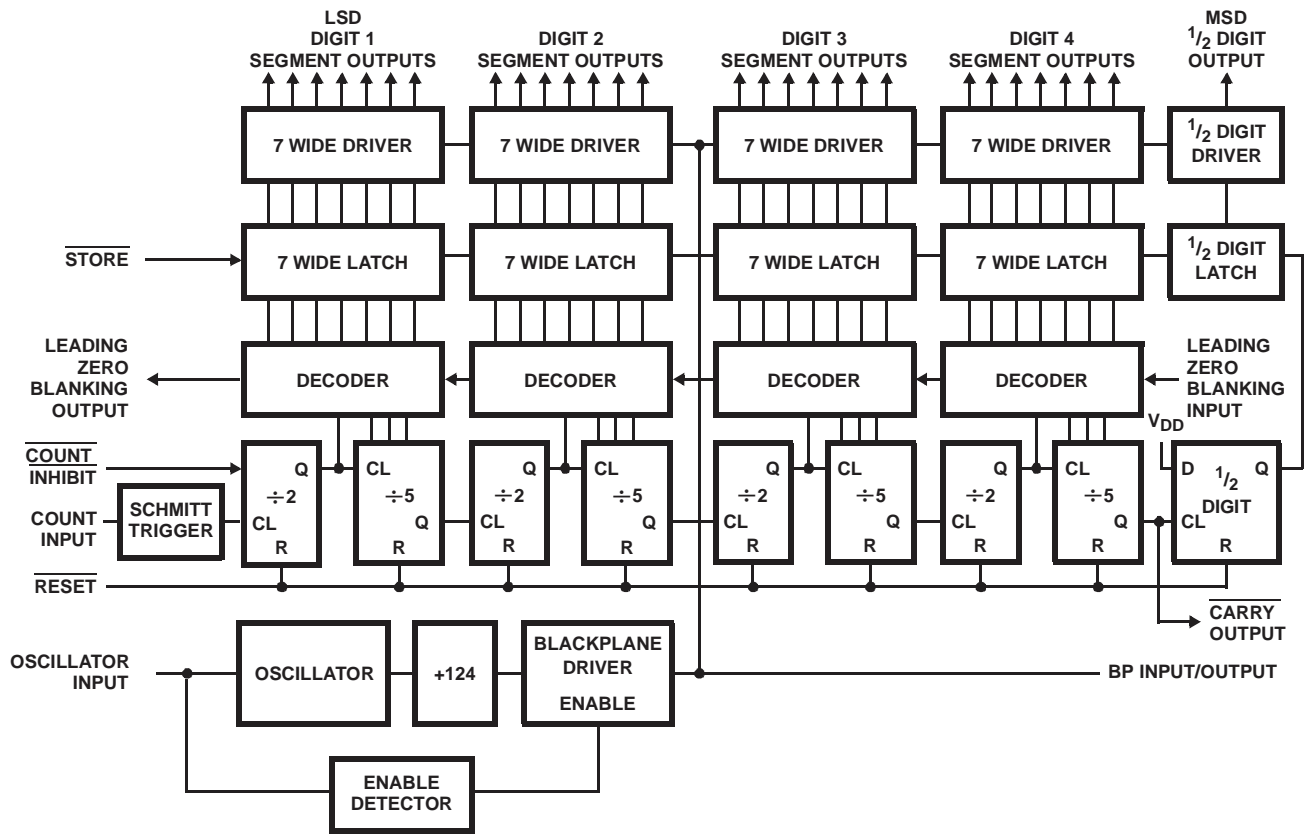 LSD
DIGIT 1
SEGMENT OUTPUTS
DIGIT 2
SEGMENT OUTPUTS
DIGIT 3
SEGMENT OUTPUTS
DIGIT 4
SEGMENT OUTPUTS
MSD
1/2 DIGIT
OUTPUT
7 WIDE DRIVER
7 WIDE DRIVER
7 WIDE DRIVER
7 WIDE DRIVER
1/2 DIGIT
DRIVER
STORE
7 WIDE LATCH
7 WIDE LATCH
7 WIDE LATCH
7 WIDE LATCH
1/2 DIGIT
LATCH
LEADING
ZERO
BLANKING
OUTPUT
DECODER
DECODER
DECODER
DECODER
LEADING
ZERO
BLANKING
INPUT
VDD
COUNT
INHIBIT
COUNT
INPUT
SCHMITT
TRIGGER
Q
÷2
CL
R
CL
÷5
Q
R
Q
÷2
CL
R
CL
÷5
Q
R
Q
÷2
CL
R
CL
÷5
Q
R
Q
÷2
CL
R
CL
÷5
Q
R
D
Q
1/2
DIGIT
CL
R
RESET
CARRY
OUTPUT
OSCILLATOR
INPUT
OSCILLATOR
+124
BLACKPLANE
DRIVER
ENABLE
BP INPUT/OUTPUT
ENABLE
DETECTOR